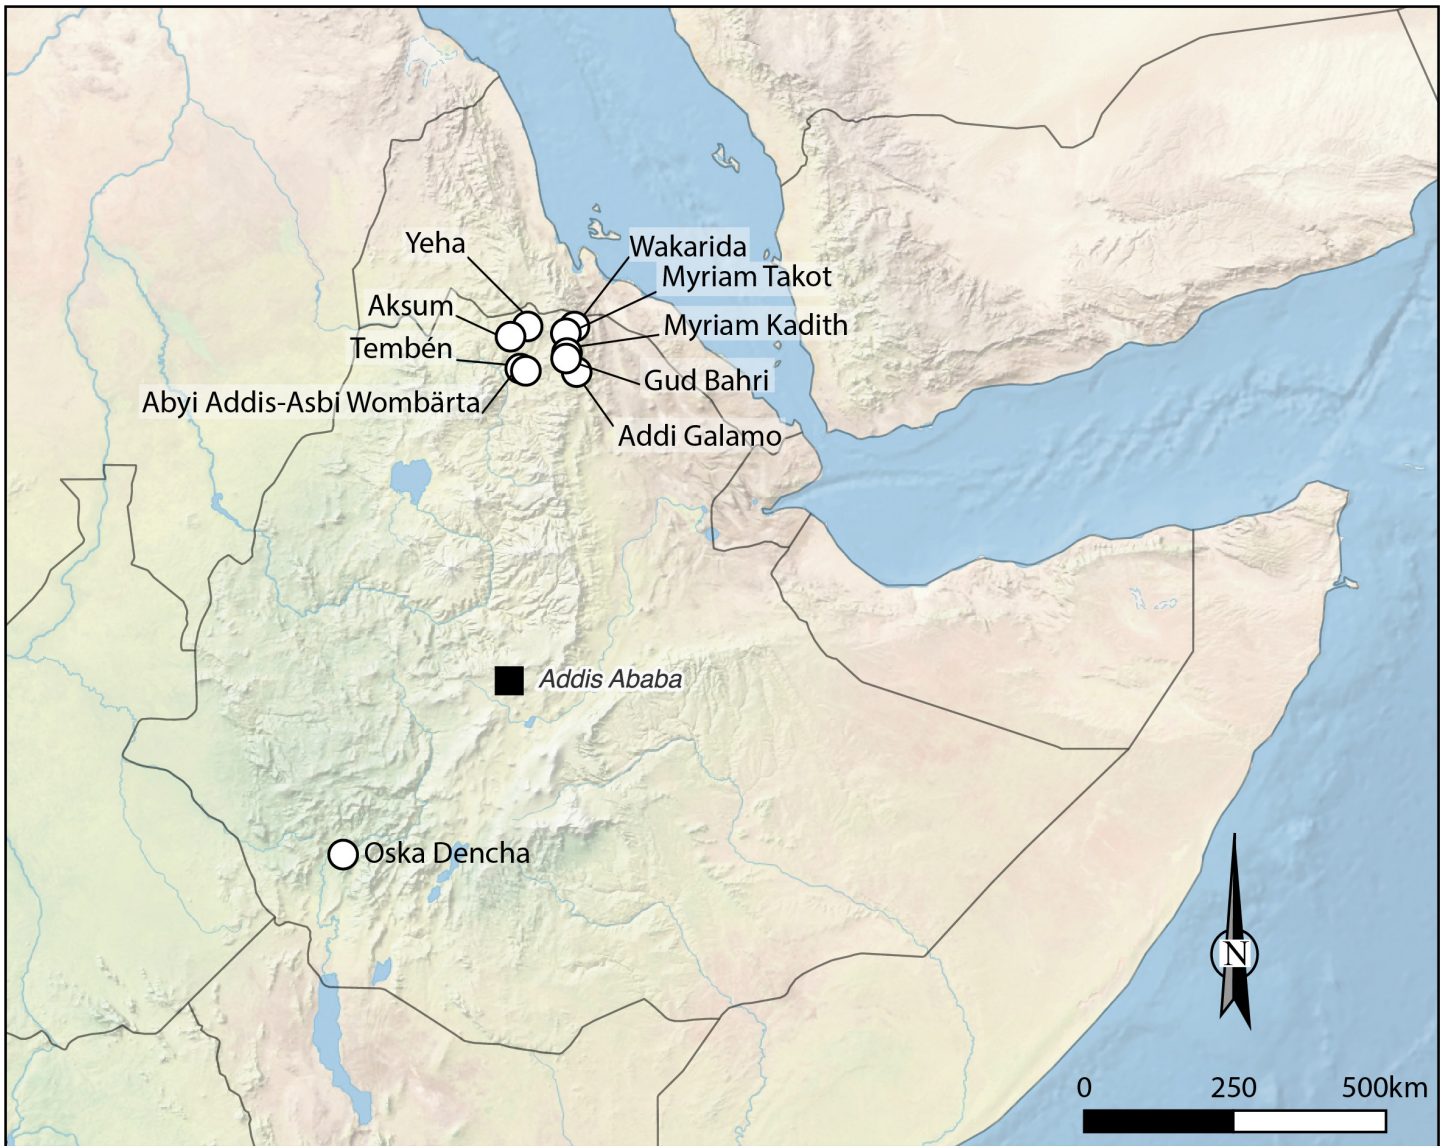 Yeha
Wakarida
Myriam Takot
Aksum
Myriam Kadith
Tembén
Gud Bahri
Abyi Addis-Asbi Wombärta
Addi Galamo
Addis Ababa
Oska Dencha
N
0 250 500km